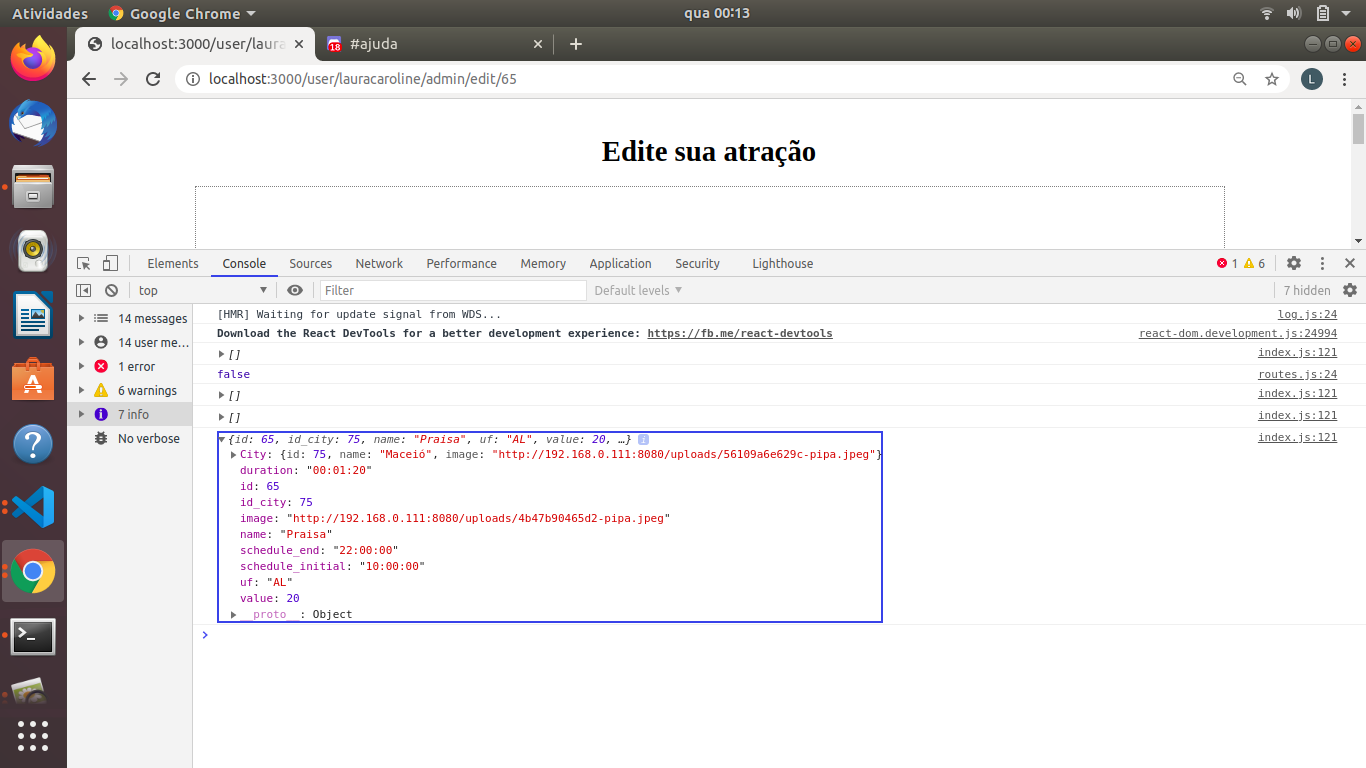 Atividades Google Chrome qua 00:13
localhost:3000/user/laura #ajuda
18
localhost:3000/user/lauracaroline/admin/edit/65 L
Edite sua atração
Elements Console Sources Network Performance Memory Application Security Lighthouse 1 6
top Filter Default levels 7 hidden
14 messages
14 user me...
1 error
6 warnings
7 info
No verbose
[HMR] Waiting for update signal from WDS... log.js:24
Download the React DevTools for a better development experience: https://fb.me/react-devtools react-dom.development.js:24994
[] index.js:121
false routes.js:24
[] index.js:121
[] index.js:121
{id: 65, id_city: 75, name: "Praisa", uf: "AL", value: 20, …} i index.js:121
City: {id: 75, name: "Maceió", image: "http://192.168.0.111:8080/uploads/56109a6e629c-pipa.jpeg"}
duration: "00:01:20"
id: 65
id_city: 75
image: "http://192.168.0.111:8080/uploads/4b47b90465d2-pipa.jpeg"
name: "Praisa"
schedule_end: "22:00:00"
schedule_initial: "10:00:00"
uf: "AL"
value: 20
__proto__: Object